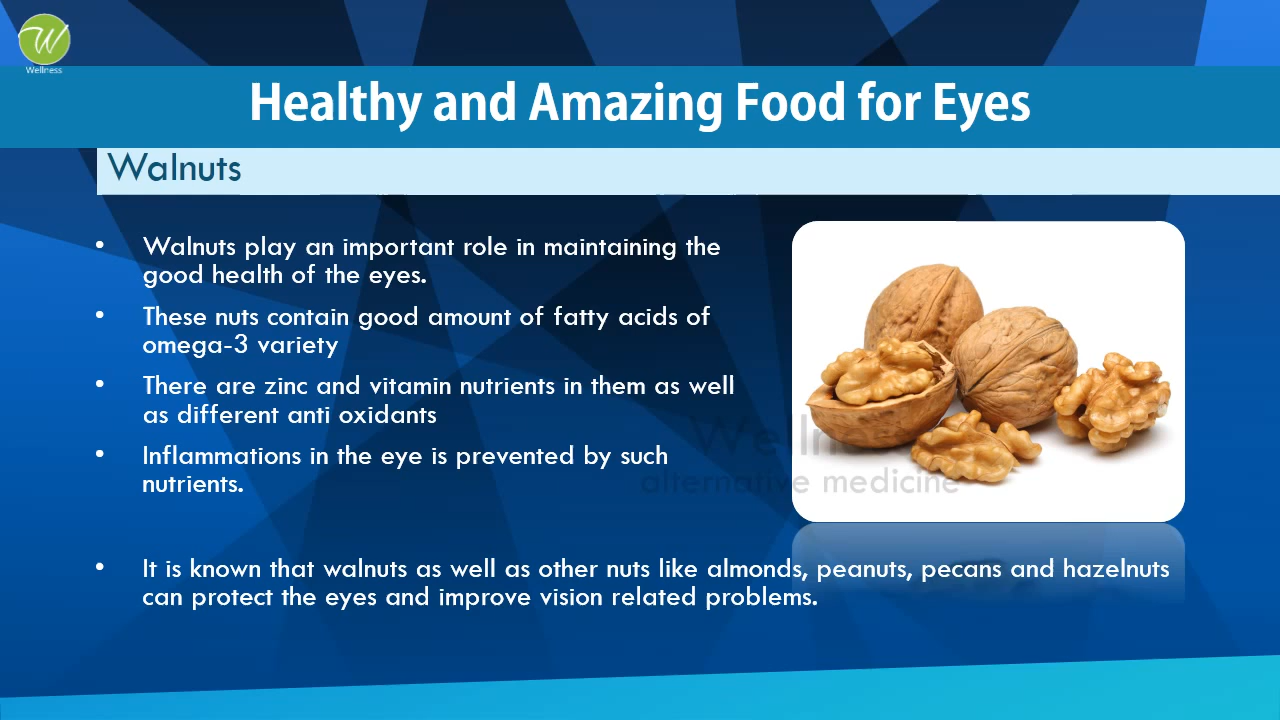 W
Wellness
Healthy and Amazing Food for Eyes
Walnuts
• Walnuts play an important role in maintaining the
good health of the eyes.
• These nuts contain good amount of fatty acids of
omega-3 variety
• There are zinc and vitamin nutrients in them as well
as different anti oxidants
• Inflammations in the eye is prevented by such
nutrients.
Wellness
alternative medicine
• It is known that walnuts as well as other nuts like almonds, peanuts, pecans and hazelnuts
can protect the eyes and improve vision related problems.